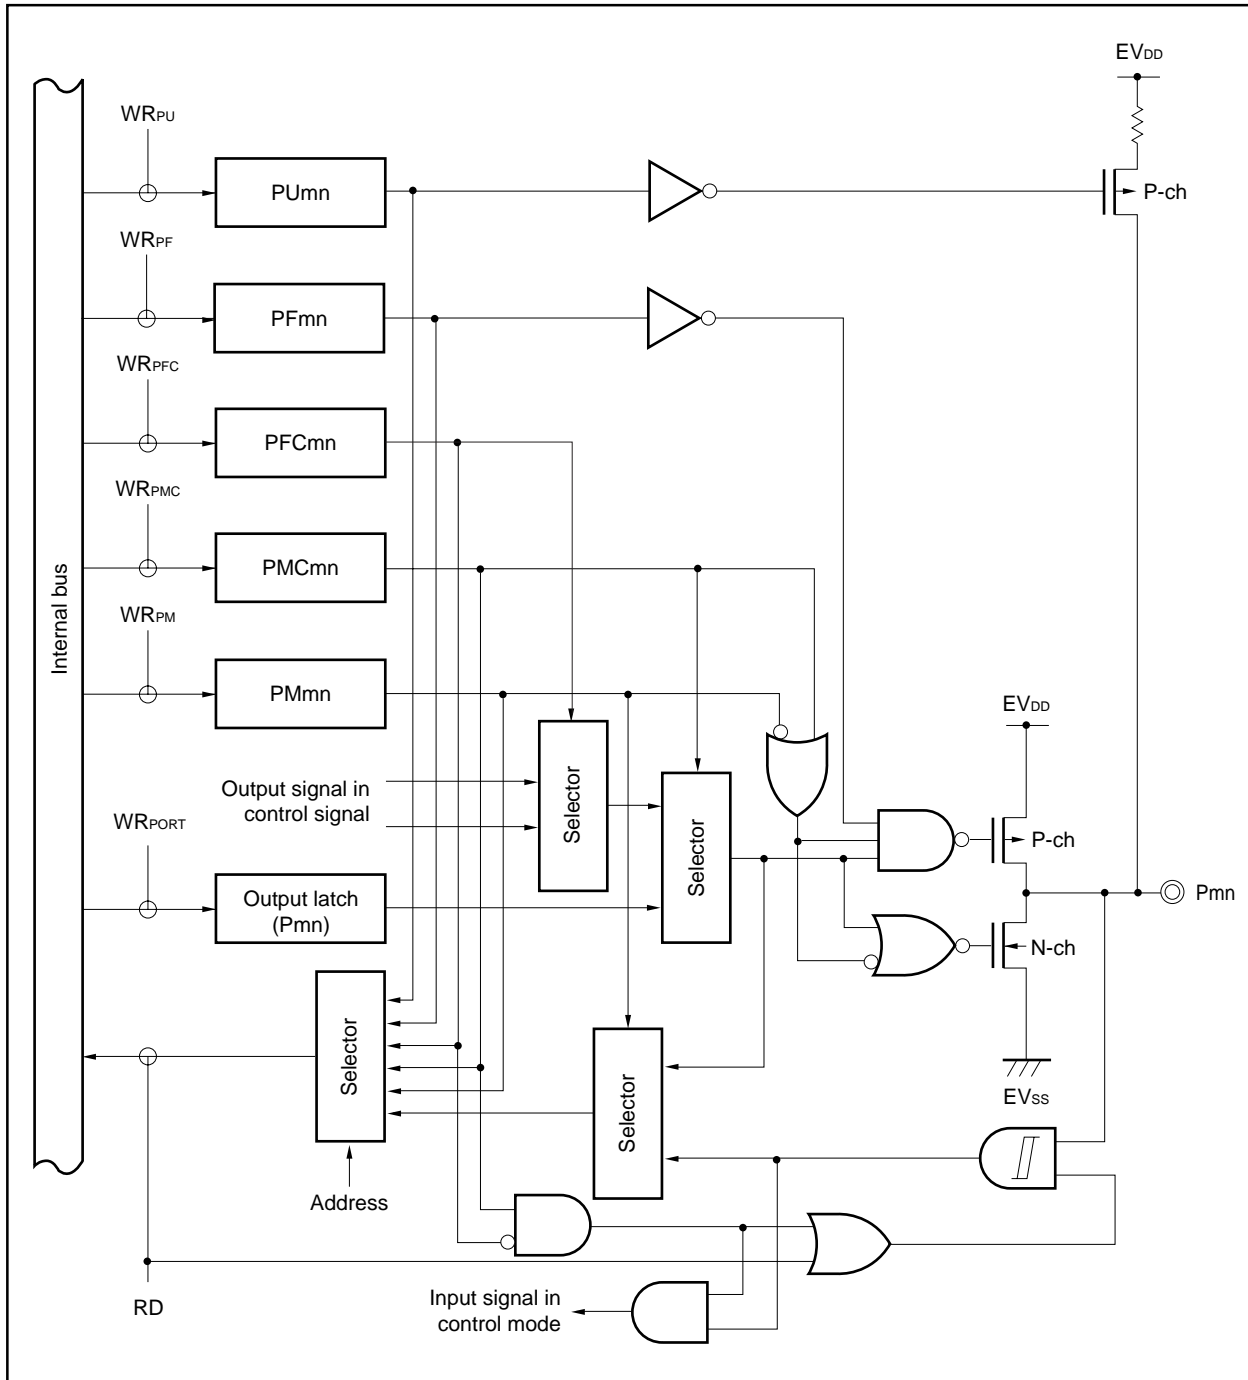 EVDD
WRPU
PUmn
P-ch
WRPF
PFmn
WRPFC
PFCmn
WRPMC
PMCmn
Internal bus
WRPM
PMmn
EVDD
Output signal in
control signal
Selector
Selector
WRPORT
P-ch
Output latch
(Pmn)
Pmn
N-ch
Selector
Selector
EVSS
Address
RD
Input signal in
control mode